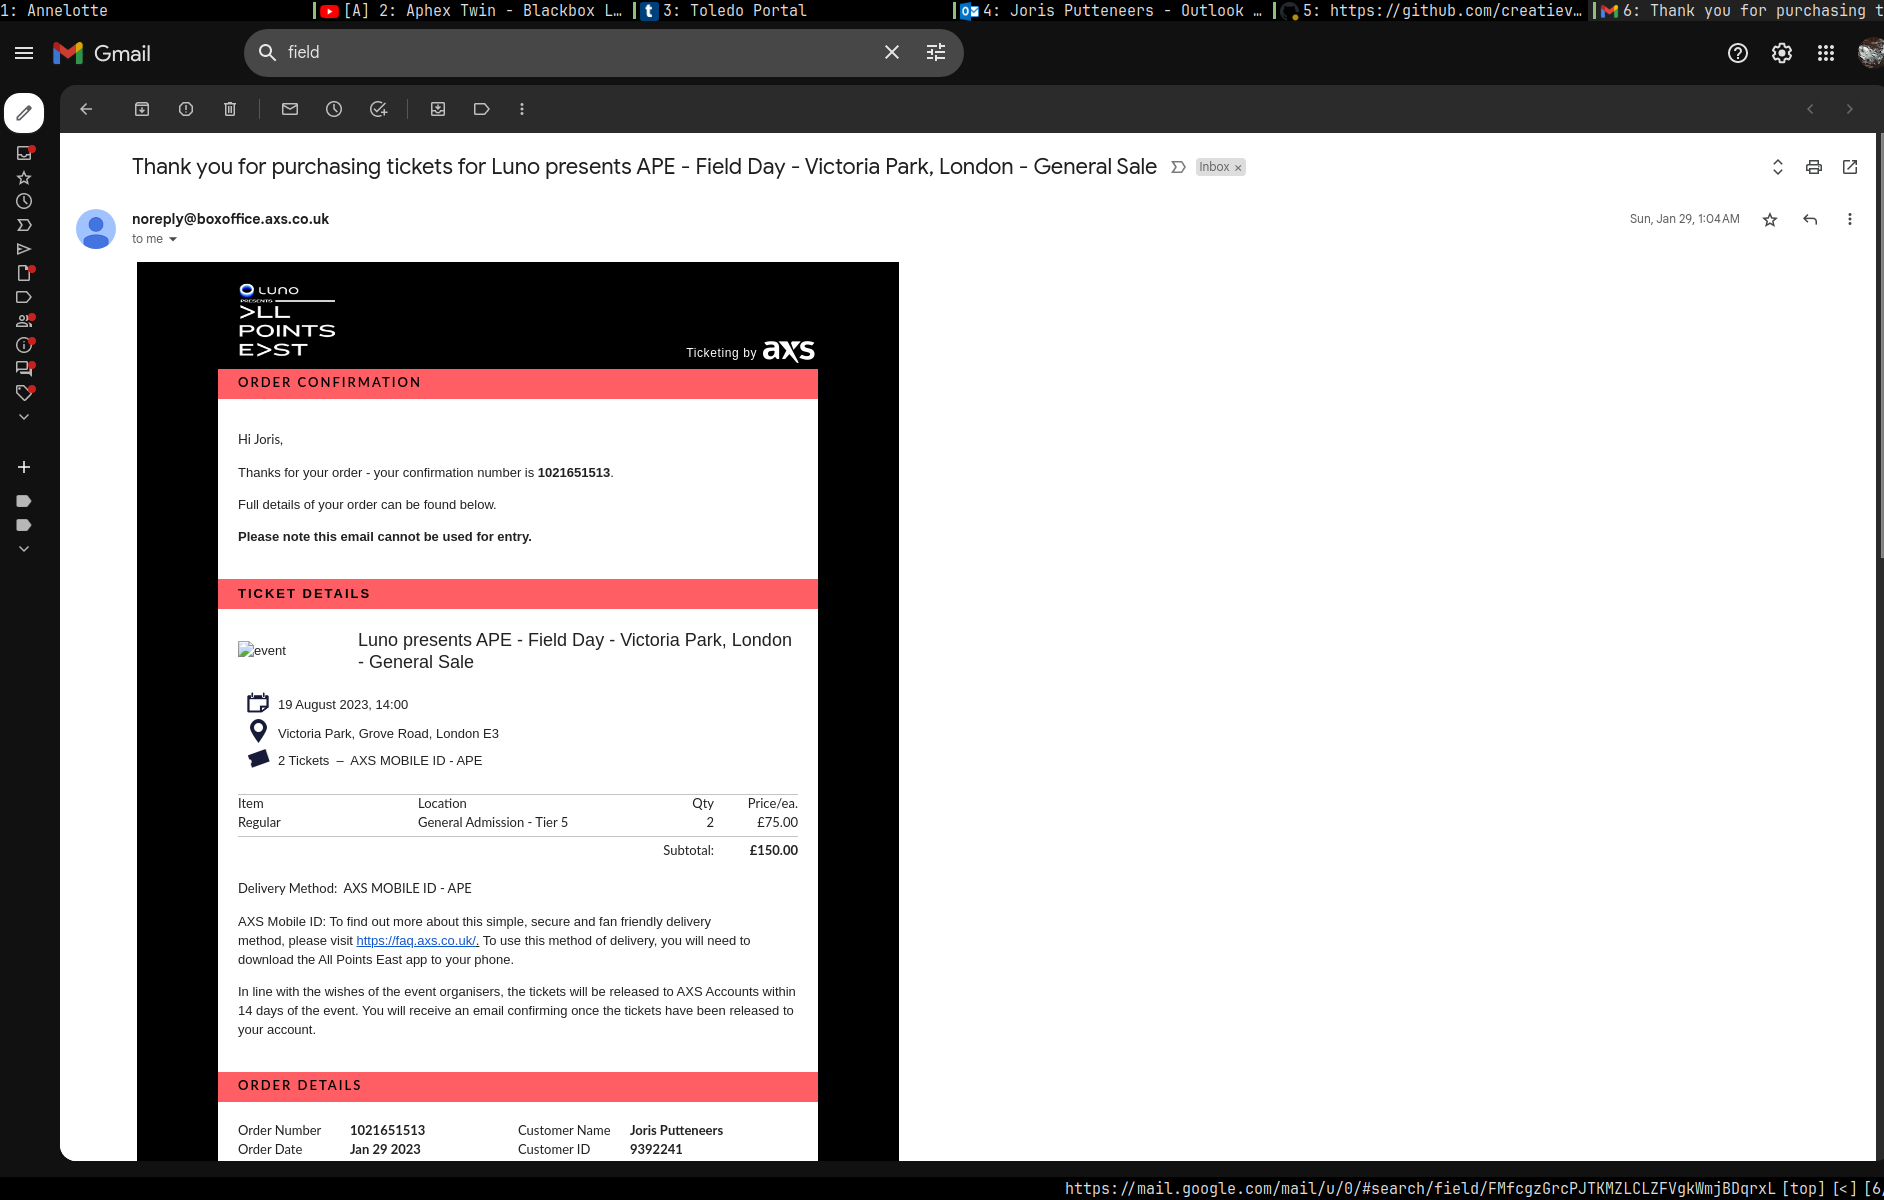 1: Annelotte
[A] 2: Aphex Twin - Blackbox L…
3: Toledo Portal
4: Joris Putteneers - Outlook …
5: https://github.com/creatiev…
6: Thank you for purchasing t
Gmail
field
Thank you for purchasing tickets for Luno presents APE - Field Day - Victoria Park, London - General Sale
Inbox ×
noreply@boxoffice.axs.co.uk
Sun, Jan 29, 1:04 AM
to me
LUNO
PRESENTS
>LL
POINTS
E>ST
Ticketing by axs
ORDER CONFIRMATION
Hi Joris,
Thanks for your order - your confirmation number is 1021651513.
Full details of your order can be found below.
Please note this email cannot be used for entry.
TICKET DETAILS
event
Luno presents APE - Field Day - Victoria Park, London
- General Sale
19 August 2023, 14:00
Victoria Park, Grove Road, London E3
2 Tickets – AXS MOBILE ID - APE
Item Location Qty Price/ea.
Regular General Admission - Tier 5 2 £75.00
Subtotal: £150.00
Delivery Method: AXS MOBILE ID - APE
AXS Mobile ID: To find out more about this simple, secure and fan friendly delivery
method, please visit https://faq.axs.co.uk/. To use this method of delivery, you will need to
download the All Points East app to your phone.
In line with the wishes of the event organisers, the tickets will be released to AXS Accounts within
14 days of the event. You will receive an email confirming once the tickets have been released to
your account.
ORDER DETAILS
Order Number 1021651513 Customer Name Joris Putteneers
Order Date Jan 29 2023 Customer ID 9392241
https://mail.google.com/mail/u/0/#search/field/FMfcgzGrcPJTKMZLCLZFVgkWmjBDqrxL [top] [<] [6